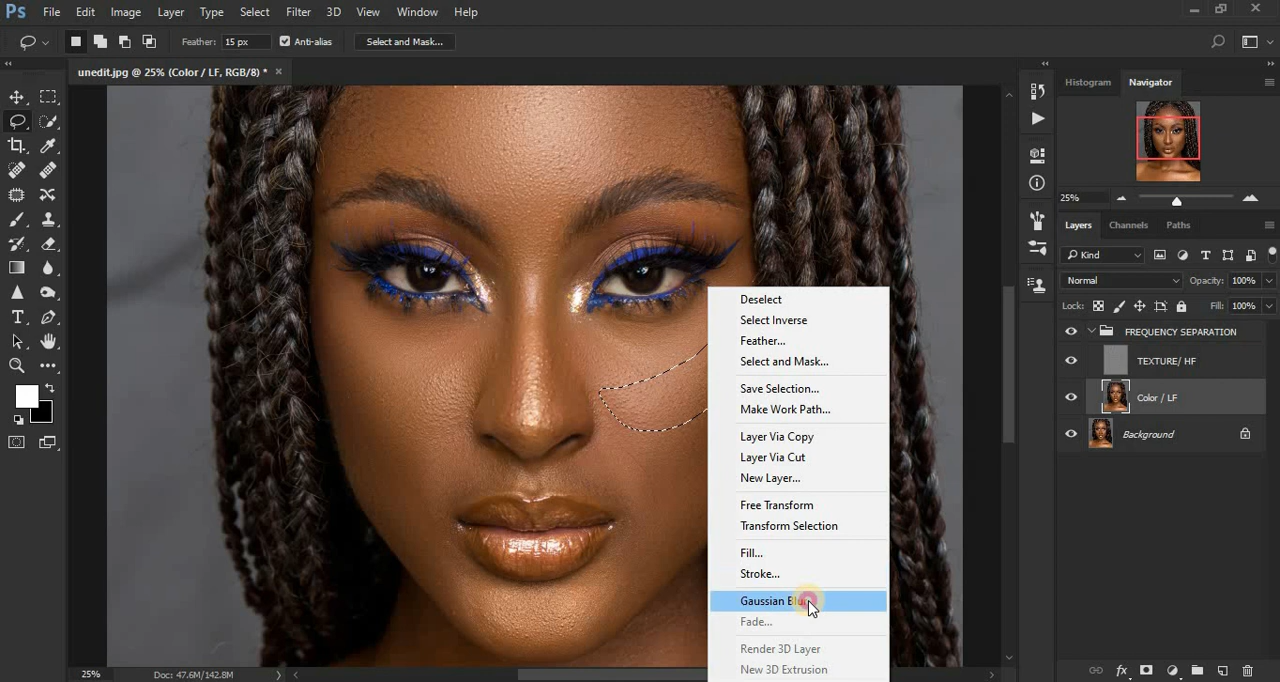 Ps File Edit Image Layer Type Select Filter 3D View Window Help
Feather: 15 px Anti-alias Select and Mask...
unedit.jpg @ 25% (Color / LF, RGB/8) * ×
Histogram Navigator
25%
Layers Channels Paths
Kind
Normal Opacity: 100%
Lock: Fill: 100%
FREQUENCY SEPARATION
TEXTURE/ HF
Color / LF
Background
Deselect
Select Inverse
Feather...
Select and Mask...
Save Selection...
Make Work Path...
Layer Via Copy
Layer Via Cut
New Layer...
Free Transform
Transform Selection
Fill...
Stroke...
Gaussian Blur
Fade...
Render 3D Layer
New 3D Extrusion
25% Doc: 47.6M/142.8M